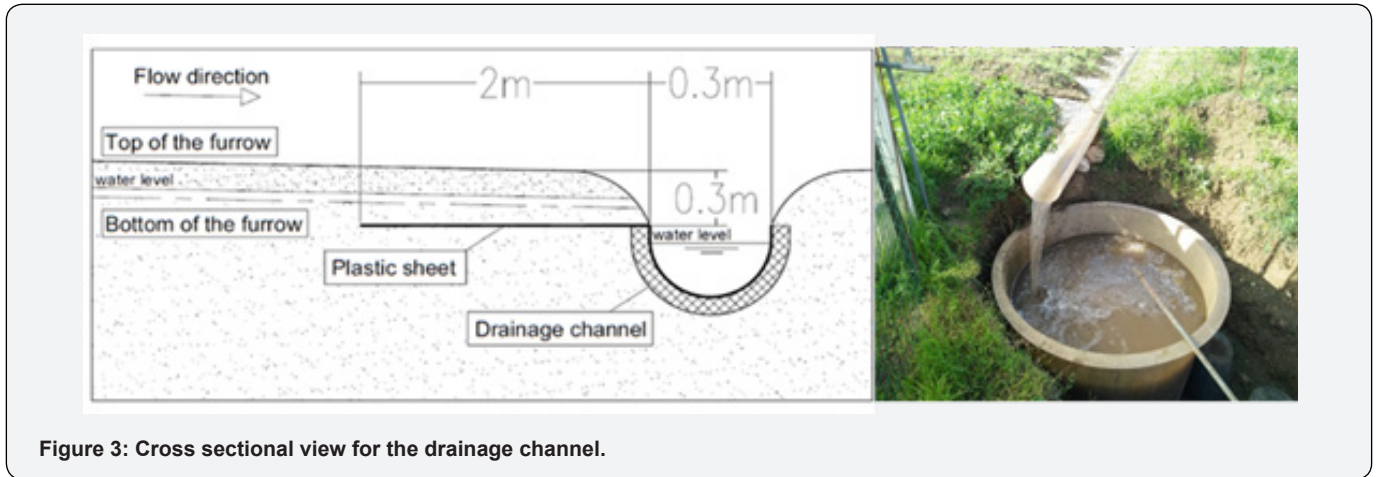 Flow direction
2m
0.3m
Top of the furrow
water level
0.3m
Bottom of the furrow
water level
Plastic sheet
Drainage channel
Figure 3: Cross sectional view for the drainage channel.